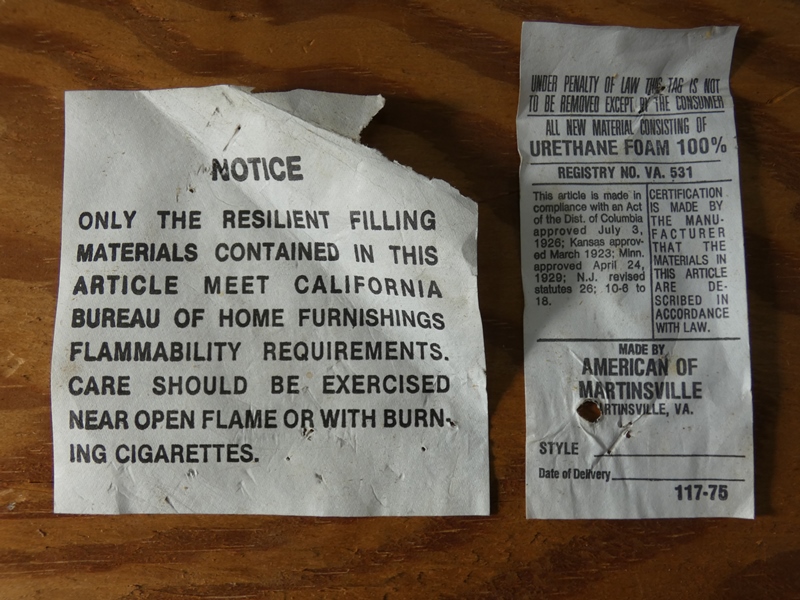 NOTICE
ONLY THE RESILIENT FILLING
MATERIALS CONTAINED IN THIS
ARTICLE MEET CALIFORNIA
BUREAU OF HOME FURNISHINGS
FLAMMABILITY REQUIREMENTS.
CARE SHOULD BE EXERCISED
NEAR OPEN FLAME OR WITH BURN-
ING CIGARETTES.
UNDER PENALTY OF LAW THIS TAG IS NOT
TO BE REMOVED EXCEPT BY THE CONSUMER
ALL NEW MATERIAL CONSISTING OF
URETHANE FOAM 100%
REGISTRY NO. VA. 531
This article is made in
compliance with an Act
of the Dist. of Columbia
approved July 3,
1926; Kansas approv-
ed March 1923; Minn.
approved April 24,
1929; N.J. revised
statutes 26; 10-6 to
18.
CERTIFICATION
IS MADE BY
THE MANU-
FACTURER
THAT THE
MATERIALS IN
THIS ARTICLE
ARE DE-
SCRIBED IN
ACCORDANCE
WITH LAW.
MADE BY
AMERICAN OF
MARTINSVILLE
RTINSVILLE, VA.
STYLE
Date of Delivery
117-75